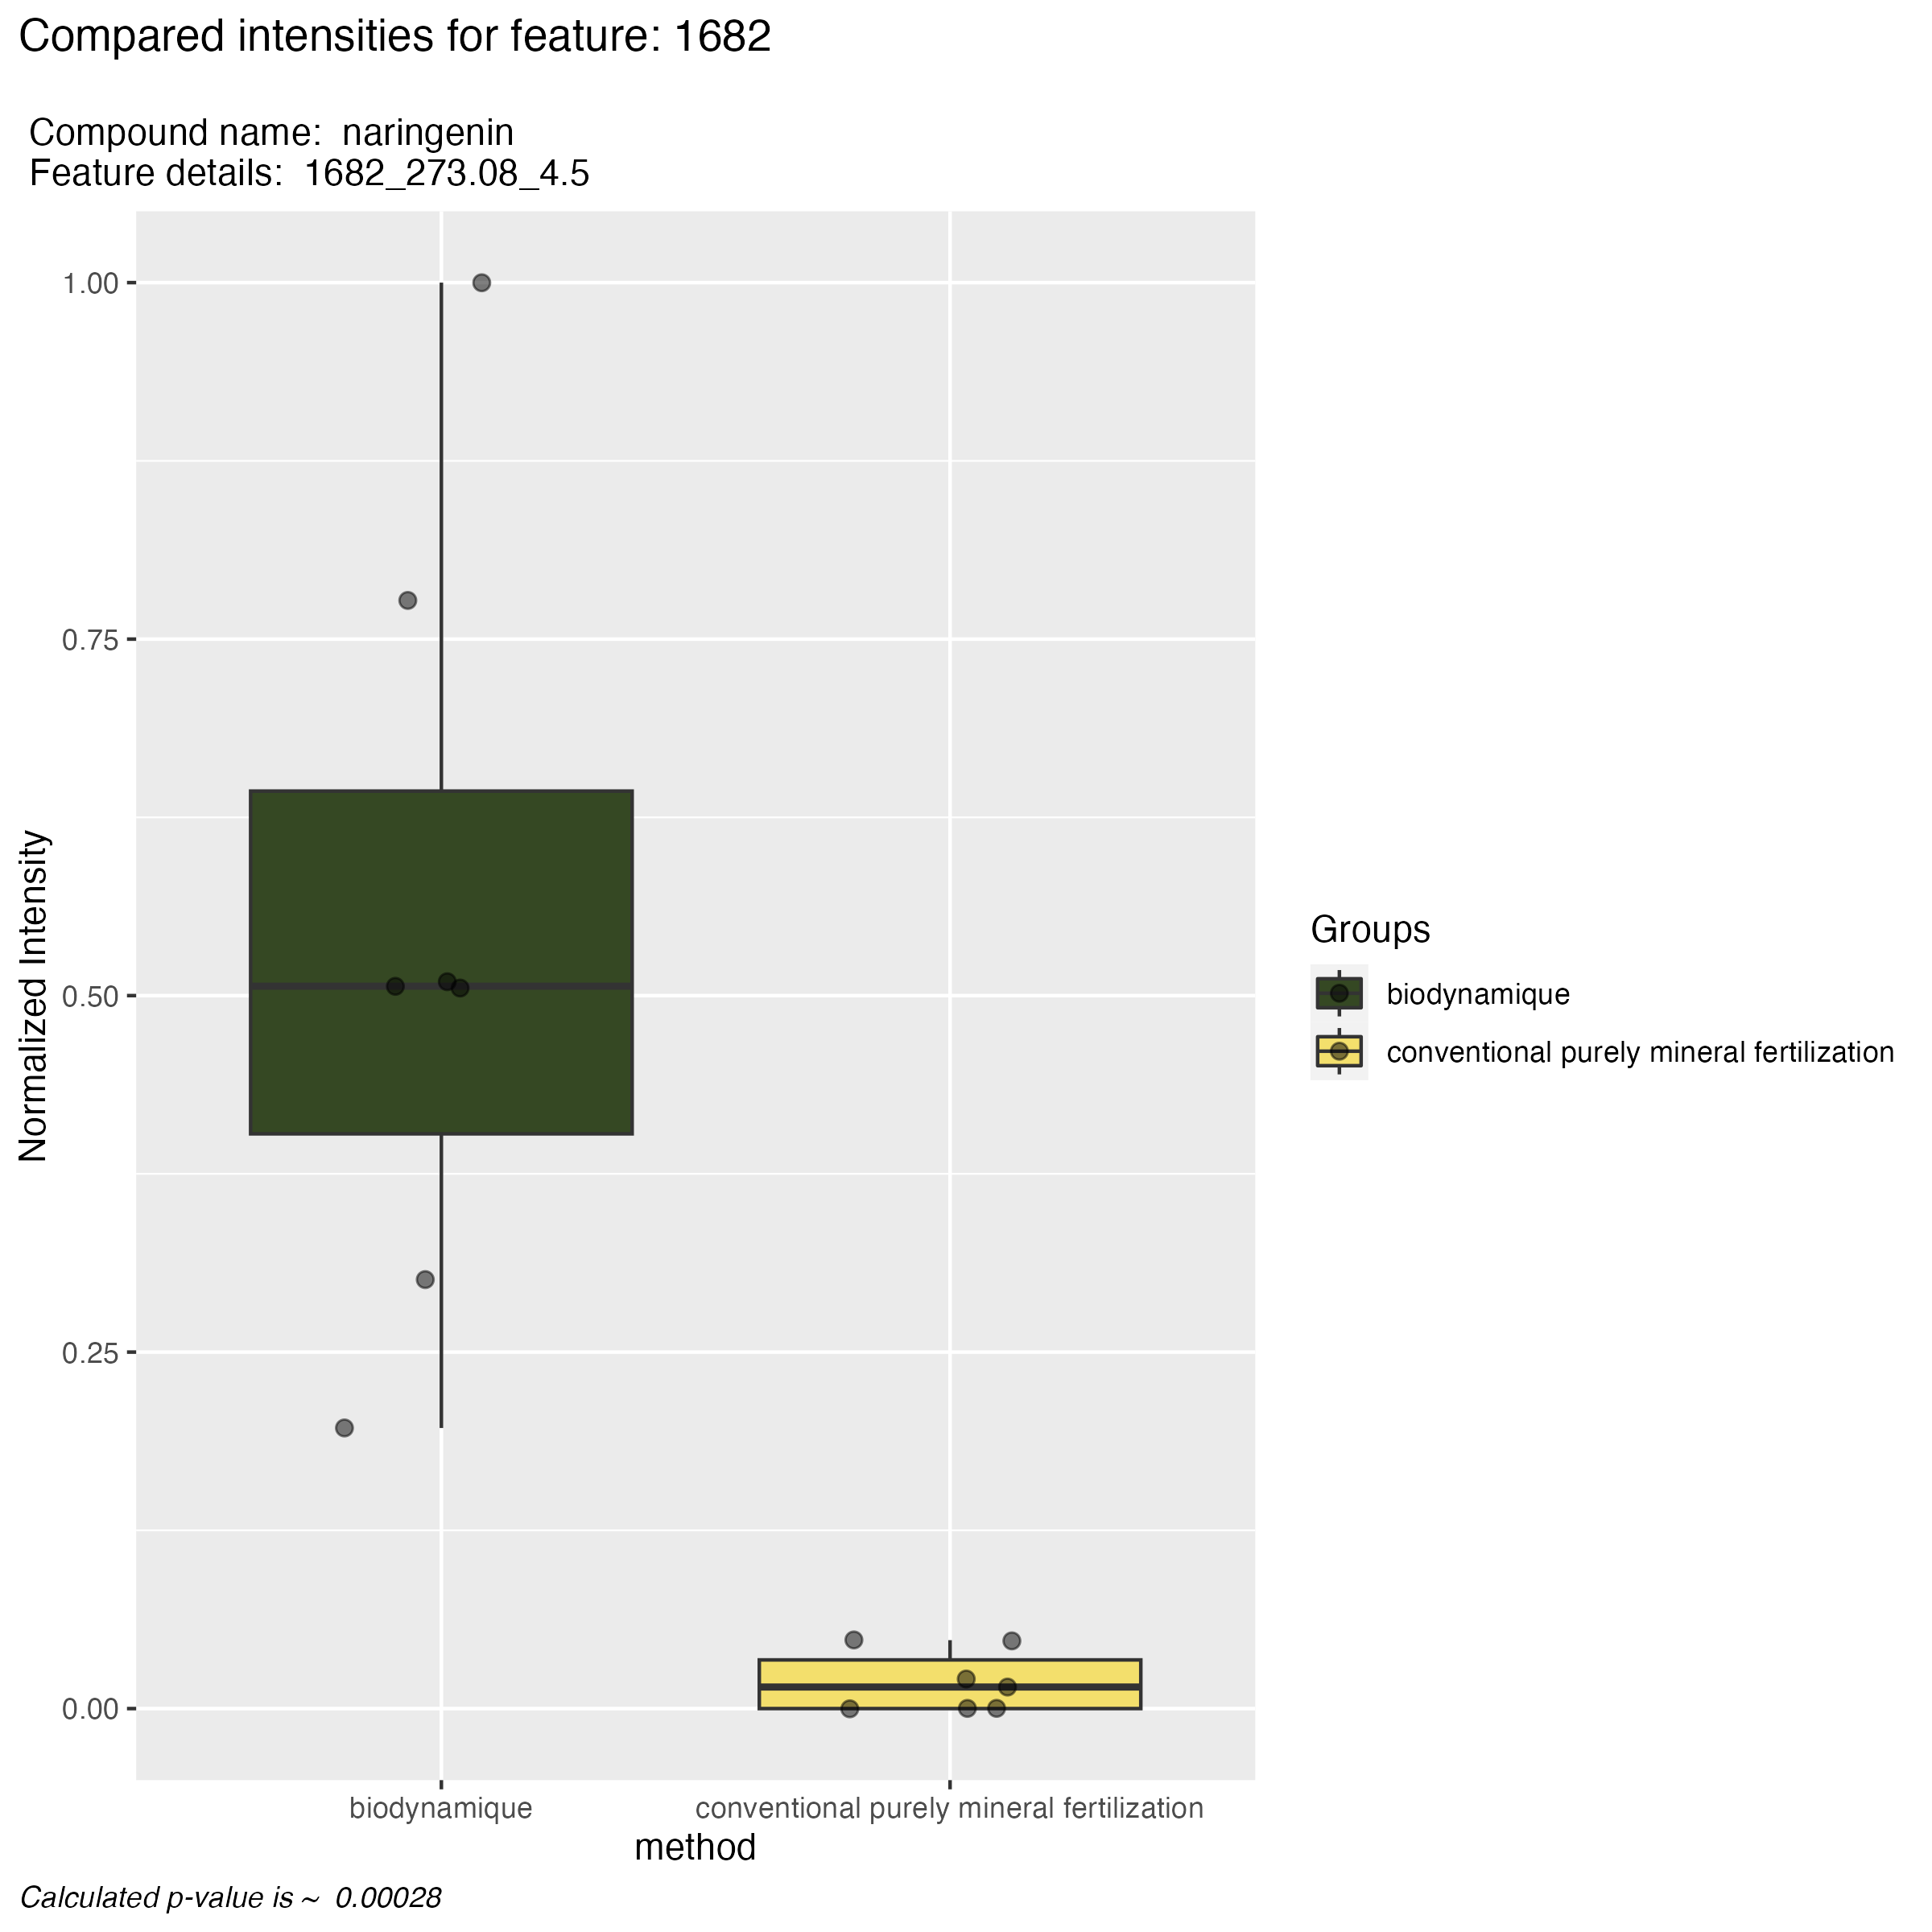 Compared intensities for feature: 1682
Compound name:  naringenin
Feature details:  1682_273.08_4.5
1.00
0.75
0.50
0.25
0.00
Normalized Intensity
biodynamique
conventional purely mineral fertilization
method
Groups
biodynamique
conventional purely mineral fertilization
Calculated p-value is ~  0.00028